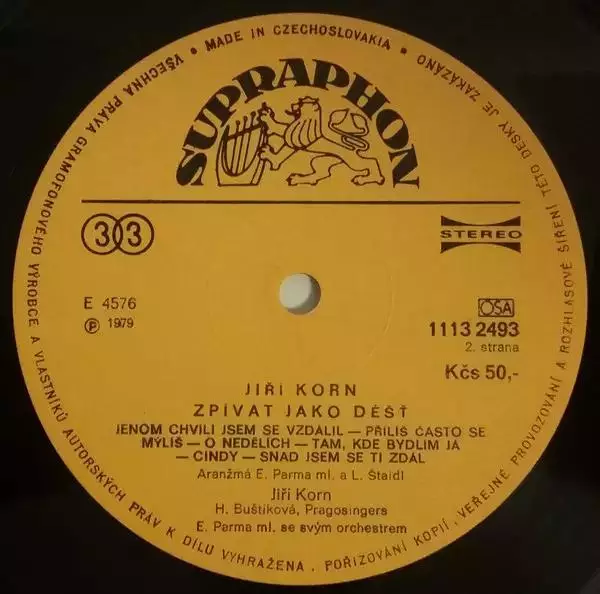 VŠECHNA PRÁVA GRAMOFONOVÉHO VÝROBCE A VLASTNÍKŮ AUTORSKÝCH PRÁV K DÍLU VYHRAŽENA. POŘIZOVÁNÍ KOPIÍ, VEŘEJNÉ PROVOZOVÁNÍ A ROZHLASOVÉ ŠÍŘENÍ TÉTO DESKY JE ZAKÁZÁNO • MADE IN CZECHOSLOVAKIA •
SUPRAPHON
33
STEREO
E 4576
Ⓟ 1979
OSA
1113 2493
2. strana
Kčs 50,-
JIŘÍ KORN
ZPÍVAT JAKO DÉŠŤ
JENOM CHVÍLI JSEM SE VZDÁLIL — PŘÍLIŠ ČASTO SE
MÝLÍŠ — O NEDĚLÍCH — TAM, KDE BYDLÍM JÁ
— CINDY — SNAD JSEM SE TI ZDÁL
Aranžmá E. Parma ml. a L. Štaidl
Jiří Korn
H. Buštíková, Pragosingers
E. Parma ml. se svým orchestrem